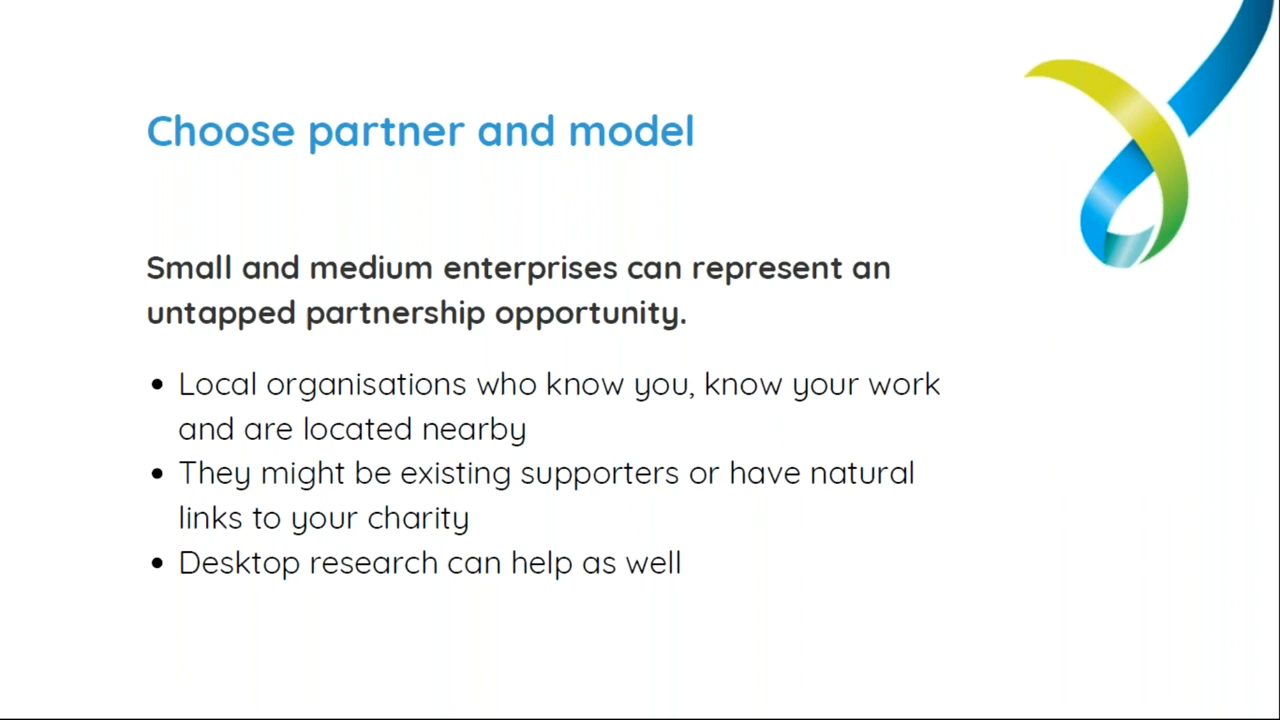 Choose partner and model
Small and medium enterprises can represent an
untapped partnership opportunity.
• Local organisations who know you, know your work
and are located nearby
• They might be existing supporters or have natural
links to your charity
• Desktop research can help as well